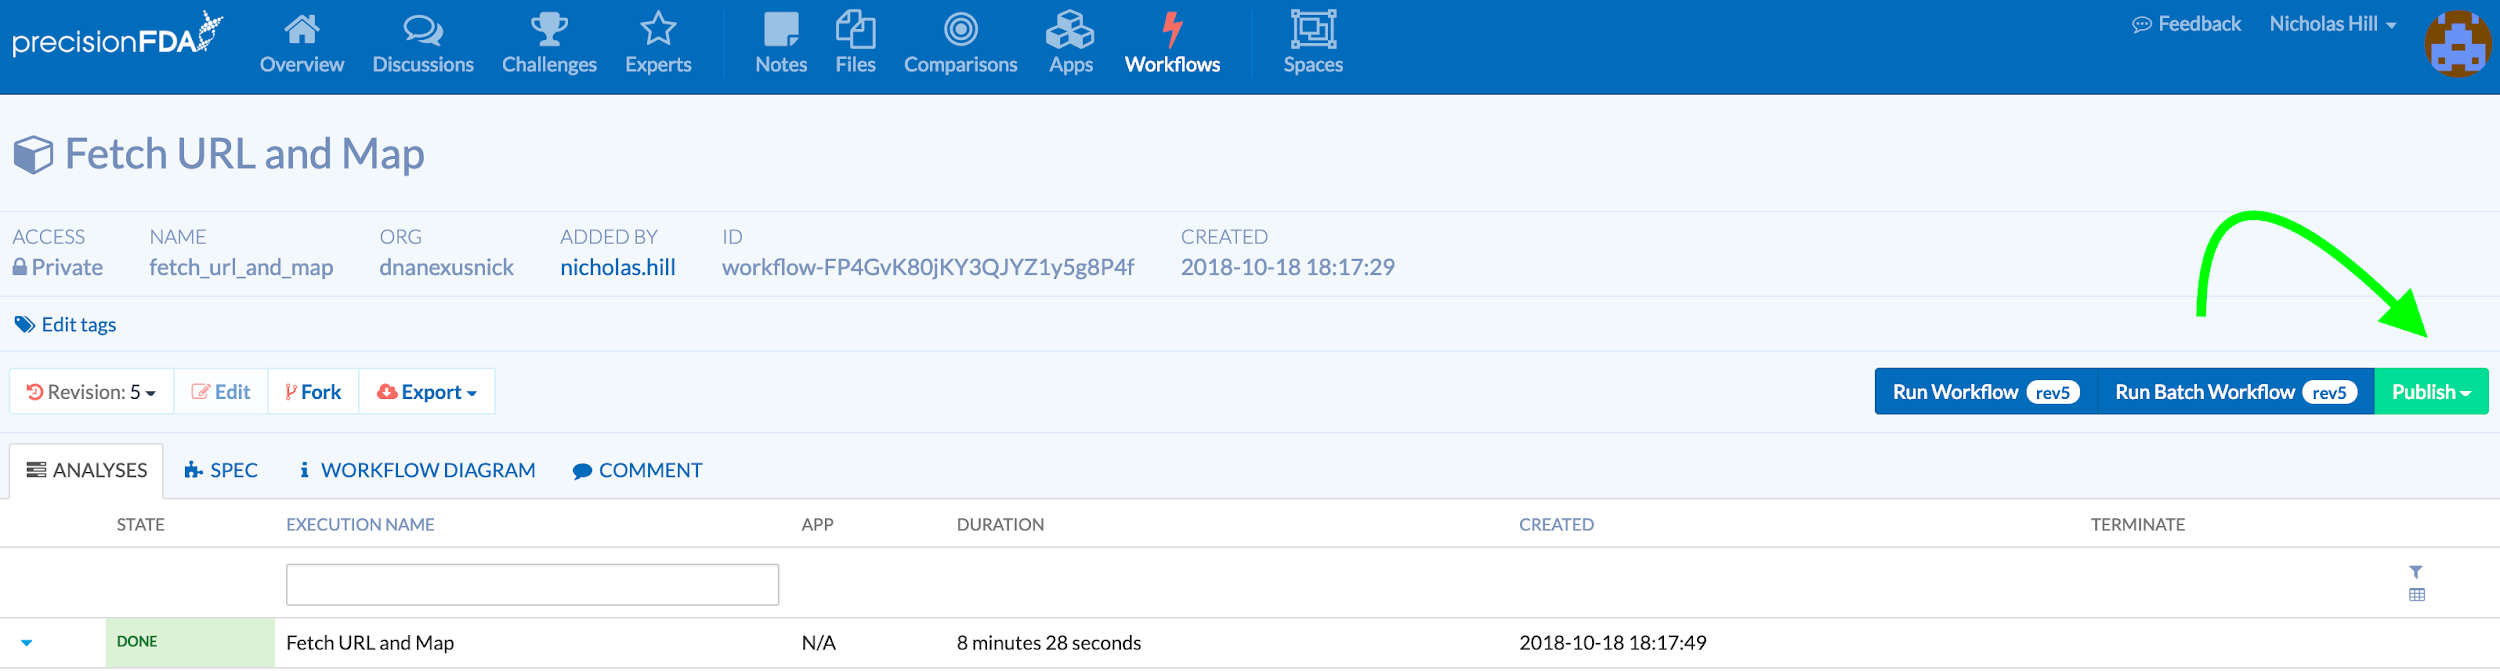 precisionFDA
Overview Discussions Challenges Experts Notes Files Comparisons Apps Workflows Spaces
Feedback Nicholas Hill
Fetch URL and Map
ACCESS NAME ORG ADDED BY ID CREATED
Private fetch_url_and_map dnanexusnick nicholas.hill workflow-FP4GvK80jKY3QJYZ1y5g8P4f 2018-10-18 18:17:29
Edit tags
Revision: 5 Edit Fork Export Run Workflow rev5 Run Batch Workflow rev5 Publish
ANALYSES SPEC WORKFLOW DIAGRAM COMMENT
STATE EXECUTION NAME APP DURATION CREATED TERMINATE
DONE Fetch URL and Map N/A 8 minutes 28 seconds 2018-10-18 18:17:49